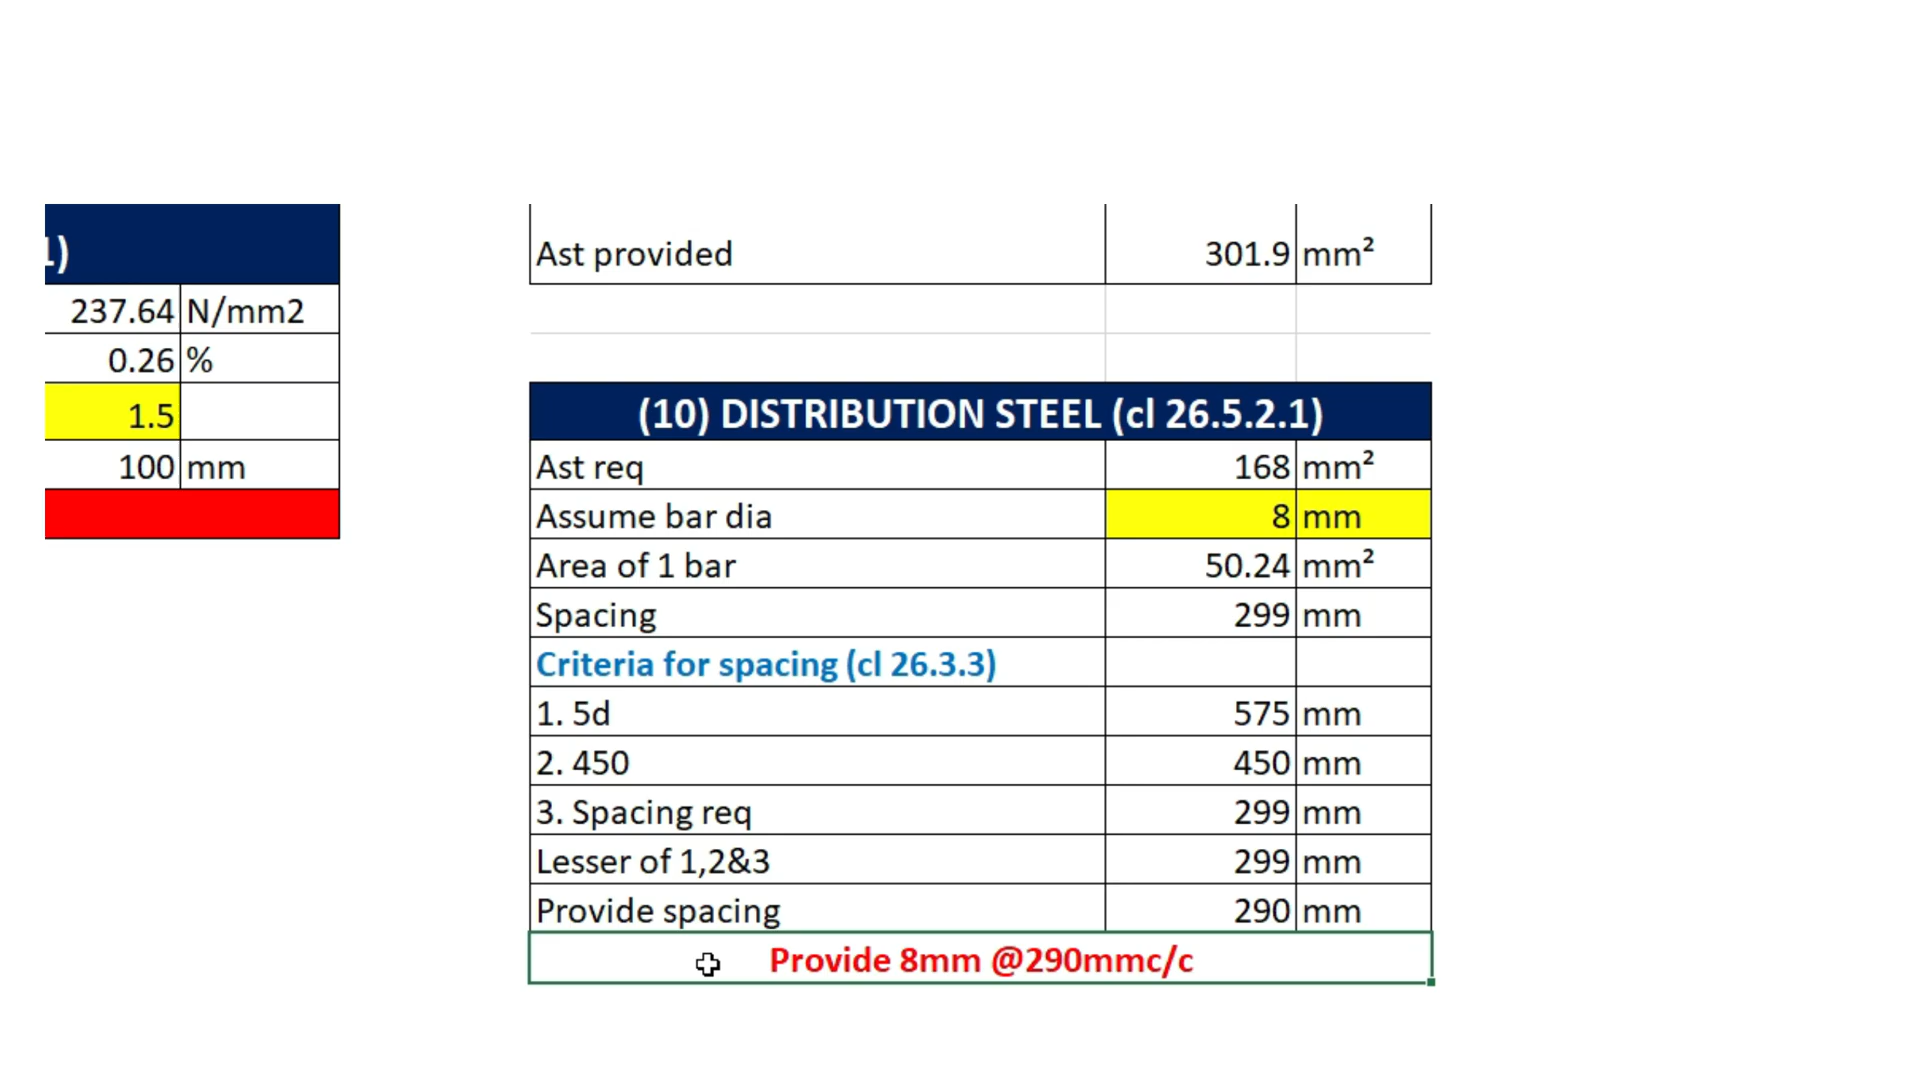 1)
237.64 N/mm2
0.26 %
1.5
100 mm
Ast provided 301.9 mm²
(10) DISTRIBUTION STEEL (cl 26.5.2.1)
Ast req 168 mm²
Assume bar dia 8 mm
Area of 1 bar 50.24 mm²
Spacing 299 mm
Criteria for spacing (cl 26.3.3)
1. 5d 575 mm
2. 450 450 mm
3. Spacing req 299 mm
Lesser of 1,2&3 299 mm
Provide spacing 290 mm
Provide 8mm @290mmc/c